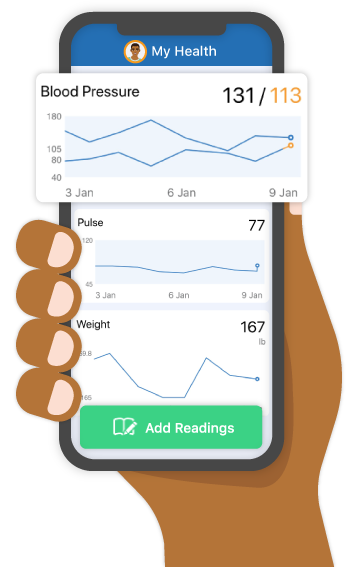 My Health
Blood Pressure 131 / 113
180
105
80
40
3 Jan 6 Jan 9 Jan
Pulse 77
120
45
3 Jan 6 Jan 9 Jan
Weight 167
lb
69.8
165
Add Readings